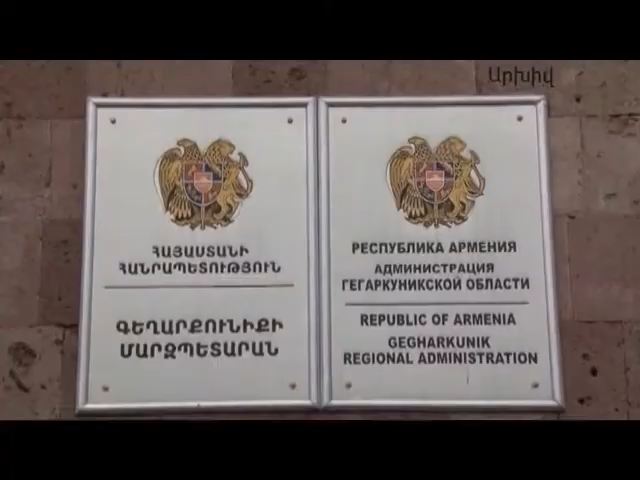 Արխիվ
ՀԱՅԱՍՏԱՆԻ
ՀԱՆՐԱՊԵՏՈՒԹՅՈՒՆ
ԳԵՂԱՐՔՈՒՆԻՔԻ
ՄԱՐԶՊԵՏԱՐԱՆ
РЕСПУБЛИКА АРМЕНИЯ
АДМИНИСТРАЦИЯ
ГЕГАРКУНИКСКОЙ ОБЛАСТИ
REPUBLIC OF ARMENIA
GEGHARKUNIK
REGIONAL ADMINISTRATION